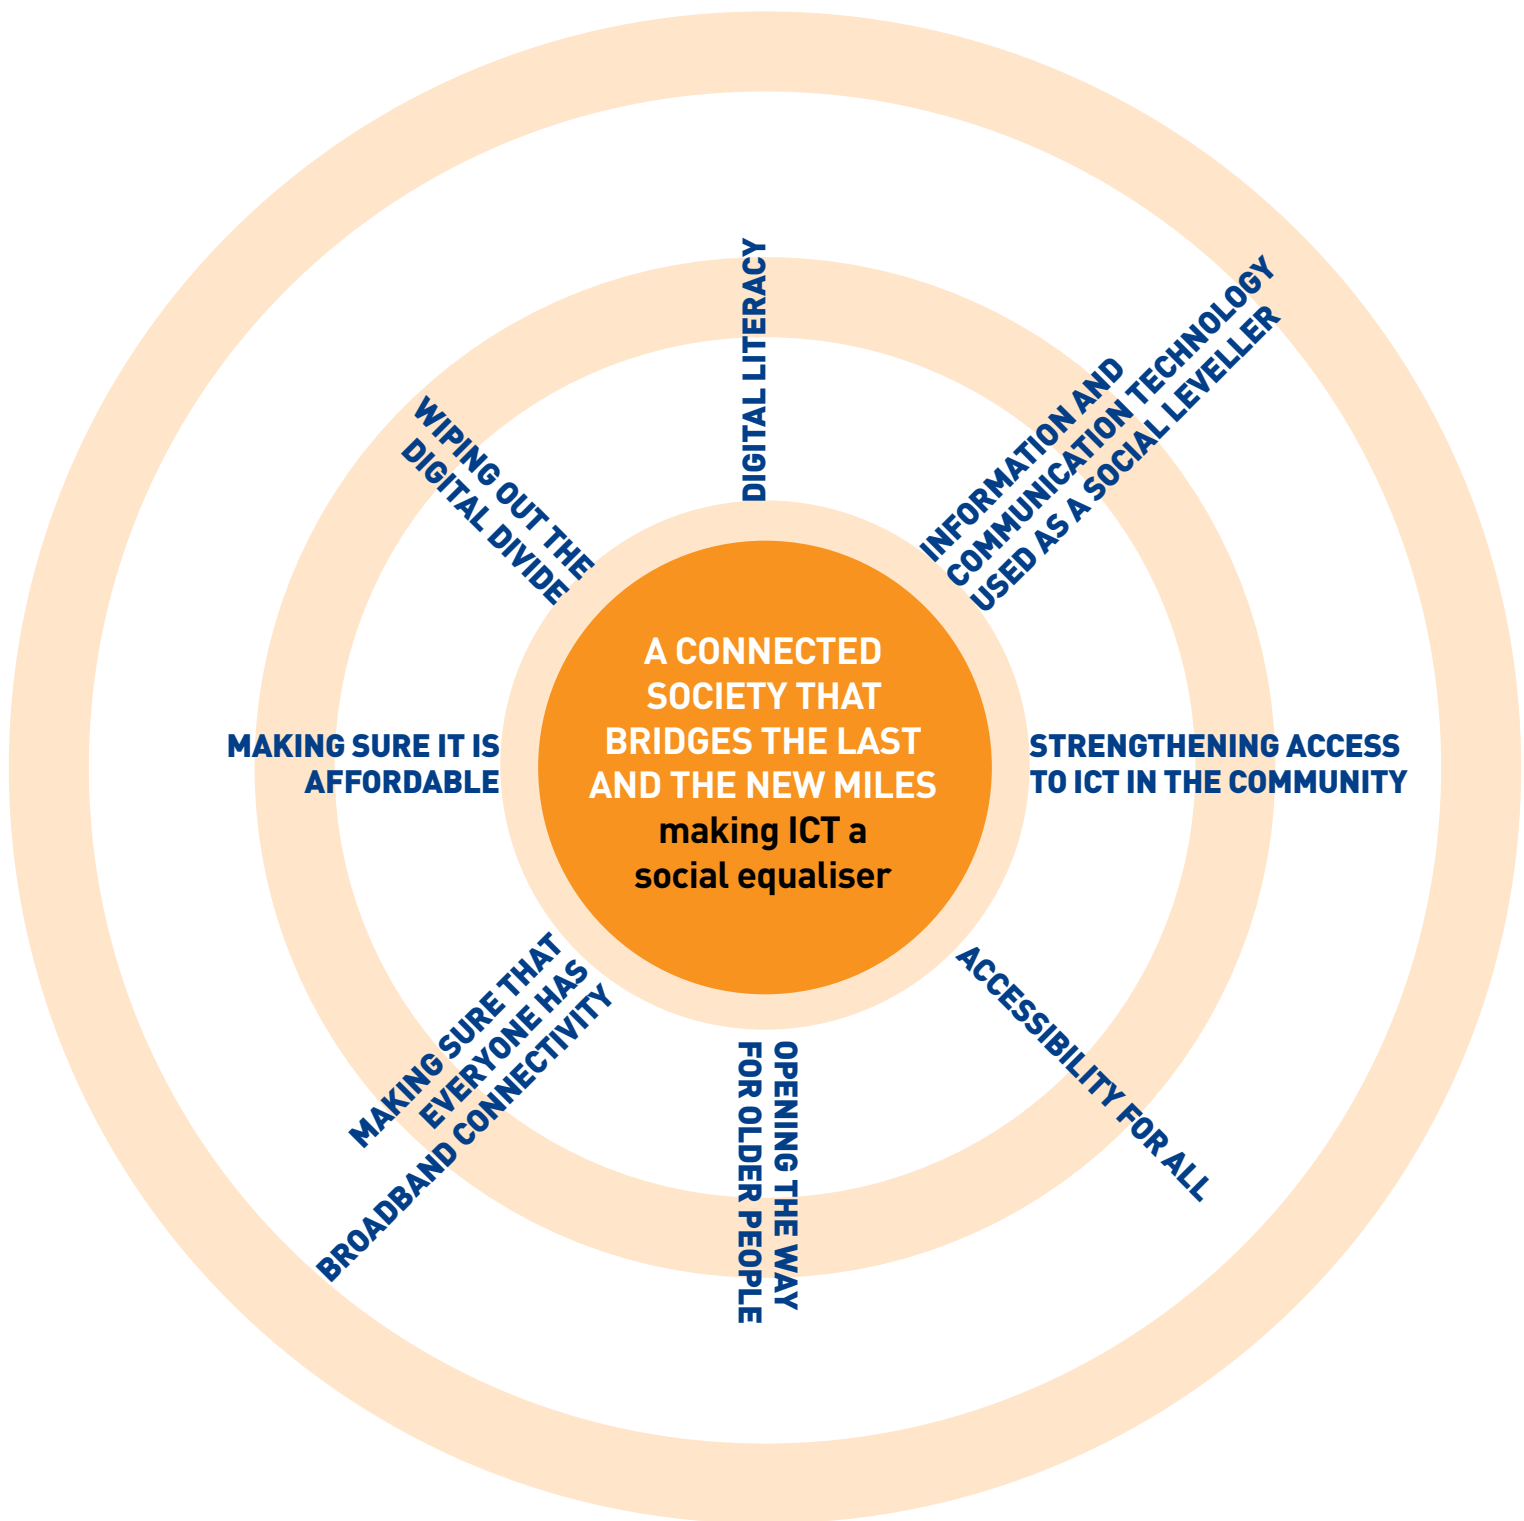 DIGITAL LITERACY
INFORMATION AND
COMMUNICATION TECHNOLOGY
USED AS A SOCIAL LEVELLER
STRENGTHENING ACCESS
TO ICT IN THE COMMUNITY
ACCESSIBILITY FOR ALL
OPENING THE WAY
FOR OLDER PEOPLE
MAKING SURE THAT
EVERYONE HAS
BROADBAND CONNECTIVITY
MAKING SURE IT IS
AFFORDABLE
WIPING OUT THE
DIGITAL DIVIDE
A CONNECTED
SOCIETY THAT
BRIDGES THE LAST
AND THE NEW MILES
making ICT a
social equaliser